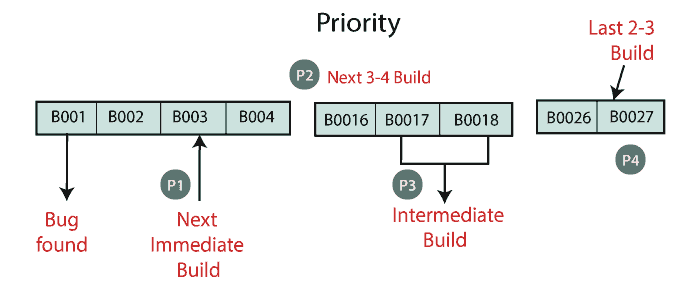 Priority
Last 2-3
Build
P2 Next 3-4 Build
B001 B002 B003 B004
B0016 B0017 B0018
B0026 B0027
P1
P3
P4
Bug
found
Next
Immediate
Build
Intermediate
Build